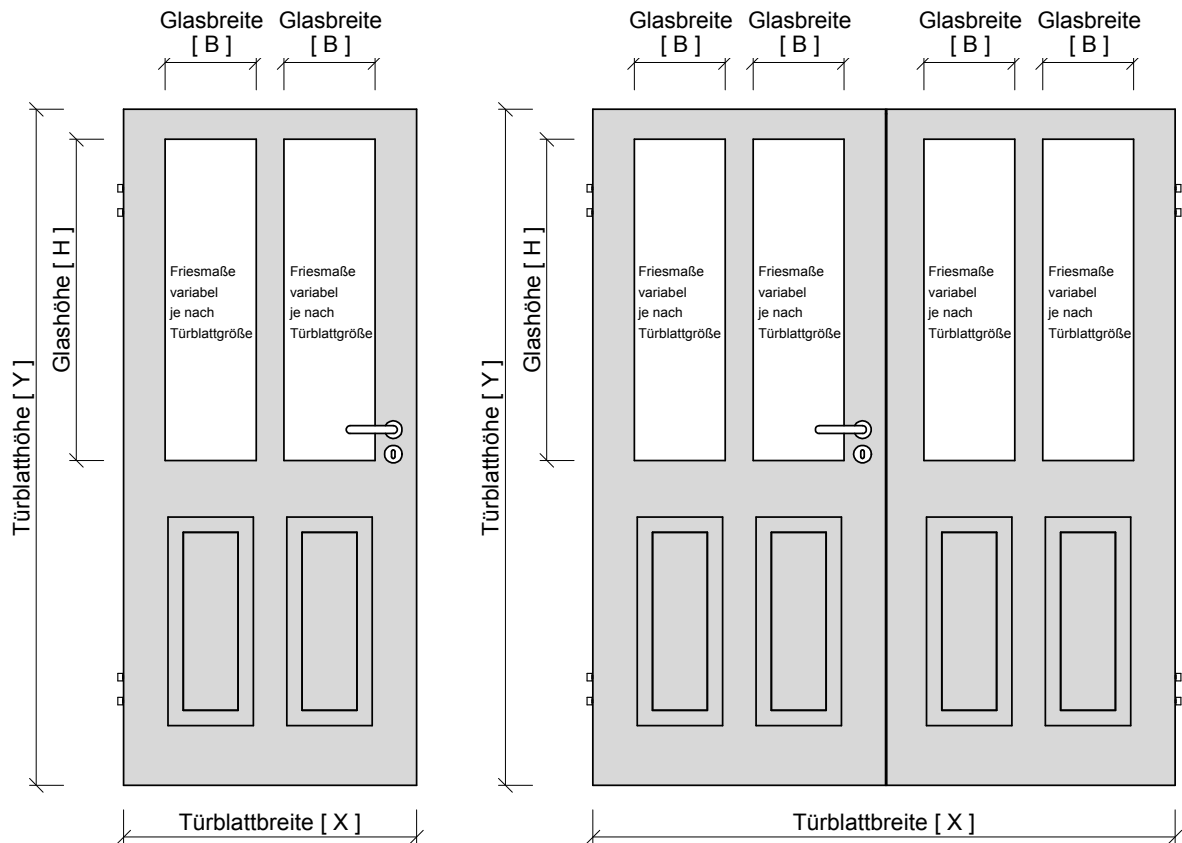 Glasbreite
[ B ]
Glasbreite
[ B ]
Glasbreite
[ B ]
Glasbreite
[ B ]
Glasbreite
[ B ]
Glasbreite
[ B ]
Türblatthöhe [ Y ]
Glashöhe [ H ]
Friesmaße
variabel
je nach
Türblattgröße
Friesmaße
variabel
je nach
Türblattgröße
Türblattbreite [ X ]
Türblatthöhe [ Y ]
Glashöhe [ H ]
Friesmaße
variabel
je nach
Türblattgröße
Friesmaße
variabel
je nach
Türblattgröße
Friesmaße
variabel
je nach
Türblattgröße
Friesmaße
variabel
je nach
Türblattgröße
Türblattbreite [ X ]